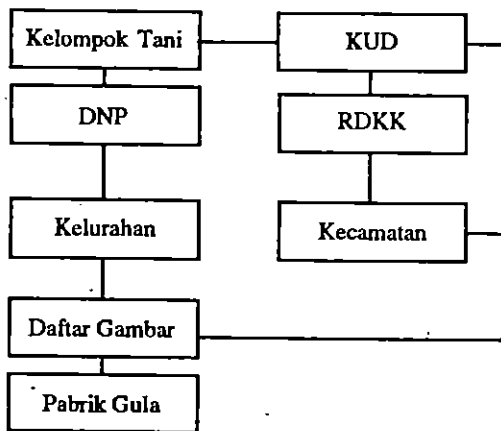 Kelompok Tani
KUD
DNP
RDKK
Kelurahan
Kecamatan
Daftar Gambar
Pabrik Gula